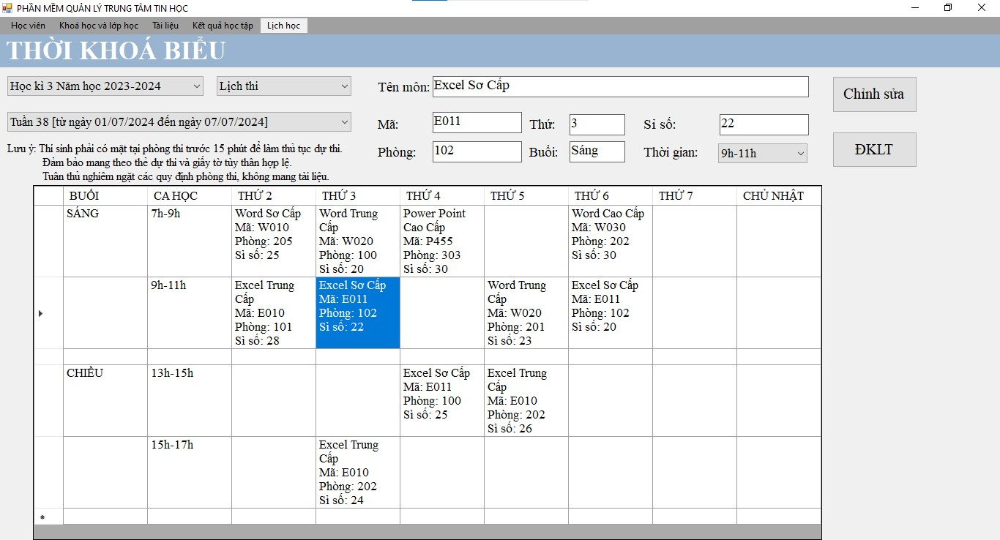 PHẦN MỀM QUẢN LÝ TRUNG TÂM TIN HỌC
Học viên Khoá học và lớp học Tài liệu Kết quả học tập Lịch học
THỜI KHOÁ BIỂU
Học kì 3 Năm học 2023-2024 Lịch thi
Tên môn: Excel Sơ Cấp
Chỉnh sửa
Tuần 38 [từ ngày 01/07/2024 đến ngày 07/07/2024]
Mã: E011 Thứ: 3 Sỉ số: 22
Phòng: 102 Buổi: Sáng Thời gian: 9h-11h
ĐKLT
Lưu ý: Thí sinh phải có mặt tại phòng thi trước 15 phút để làm thủ tục dự thi.
Đảm bảo mang theo thẻ dự thi và giấy tờ tùy thân hợp lệ.
Tuân thủ nghiêm ngặt các quy định phòng thi, không mang tài liệu.
BUỔI CA HỌC THỨ 2 THỨ 3 THỨ 4 THỨ 5 THỨ 6 THỨ 7 CHỦ NHẬT
SÁNG
7h-9h
Word Sơ Cấp
Mã: W010
Phòng: 205
Sỉ số: 25
Word Trung
Cấp
Mã: W020
Phòng: 100
Sỉ số: 20
Power Point
Cao Cấp
Mã: P455
Phòng: 303
Sỉ số: 30
Word Cao Cấp
Mã: W030
Phòng: 202
Sỉ số: 30
9h-11h
Excel Trung
Cấp
Mã: E010
Phòng: 101
Sỉ số: 28
Excel Sơ Cấp
Mã: E011
Phòng: 102
Sỉ số: 22
Word Trung
Cấp
Mã: W020
Phòng: 201
Sỉ số: 23
Excel Sơ Cấp
Mã: E011
Phòng: 102
Sỉ số: 20
CHIỀU
13h-15h
Excel Sơ Cấp
Mã: E011
Phòng: 100
Sỉ số: 25
Excel Trung
Cấp
Mã: E010
Phòng: 202
Sỉ số: 26
15h-17h
Excel Trung
Cấp
Mã: E010
Phòng: 202
Sỉ số: 24